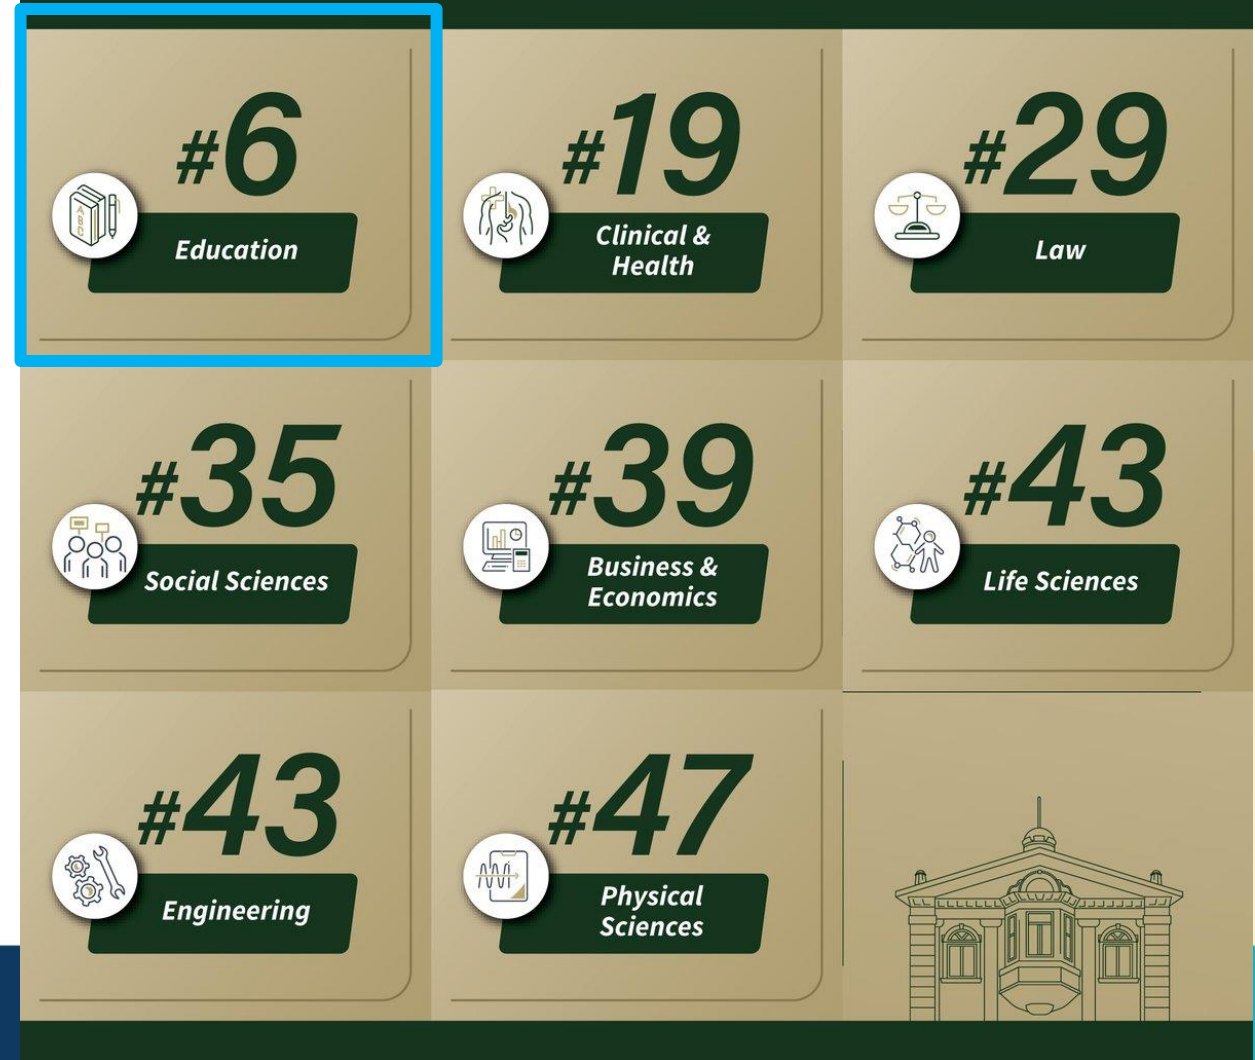 #6
Education
#19
Clinical &
Health
#29
Law
#35
Social Sciences
#39
Business &
Economics
#43
Life Sciences
#43
Engineering
#47
Physical
Sciences
A
B
C